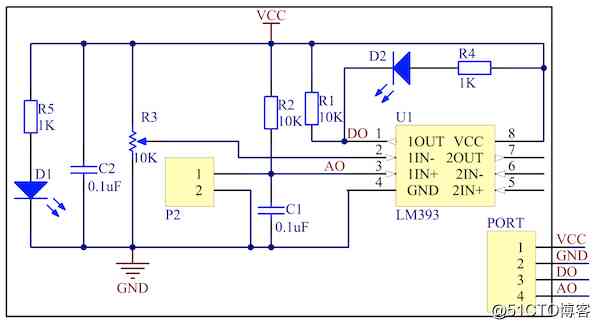 VCC
D2
R4
1K
R5
1K
R3
10K
R2
10K
R1
10K
DO
U1
1 1OUT VCC 8
2 1IN- 2OUT 7
3 1IN+ 2IN- 6
4 GND 2IN+ 5
LM393
AO
D1
C2
0.1uF
1
2
P2
C1
0.1uF
GND
PORT
1 VCC
2 GND
3 DO
4 AO
@51CTO博客